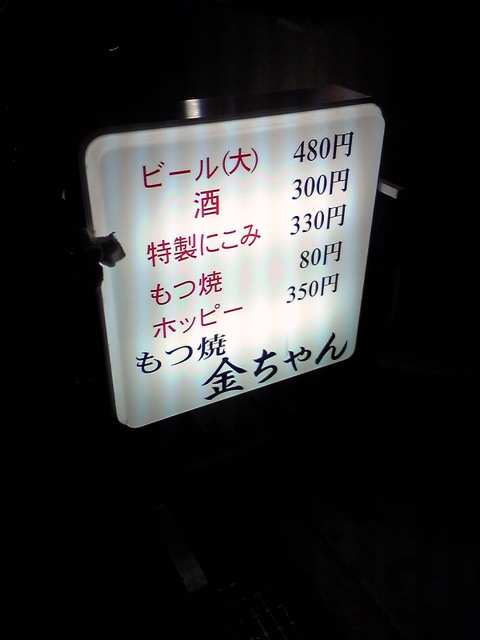 ビール(大) 480円
酒 300円
特製にこみ 330円
もつ焼 80円
ホッピー 350円
もつ焼
金ちゃん